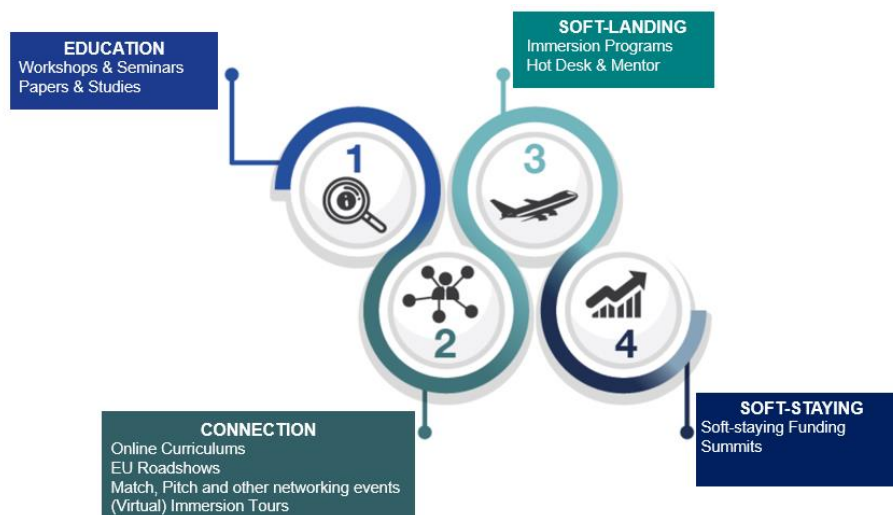 EDUCATION
Workshops & Seminars
Papers & Studies
1
2
CONNECTION
Online Curriculums
EU Roadshows
Match, Pitch and other networking events
(Virtual) Immersion Tours
SOFT-LANDING
Immersion Programs
Hot Desk & Mentor
3
4
SOFT-STAYING
Soft-staying Funding
Summits